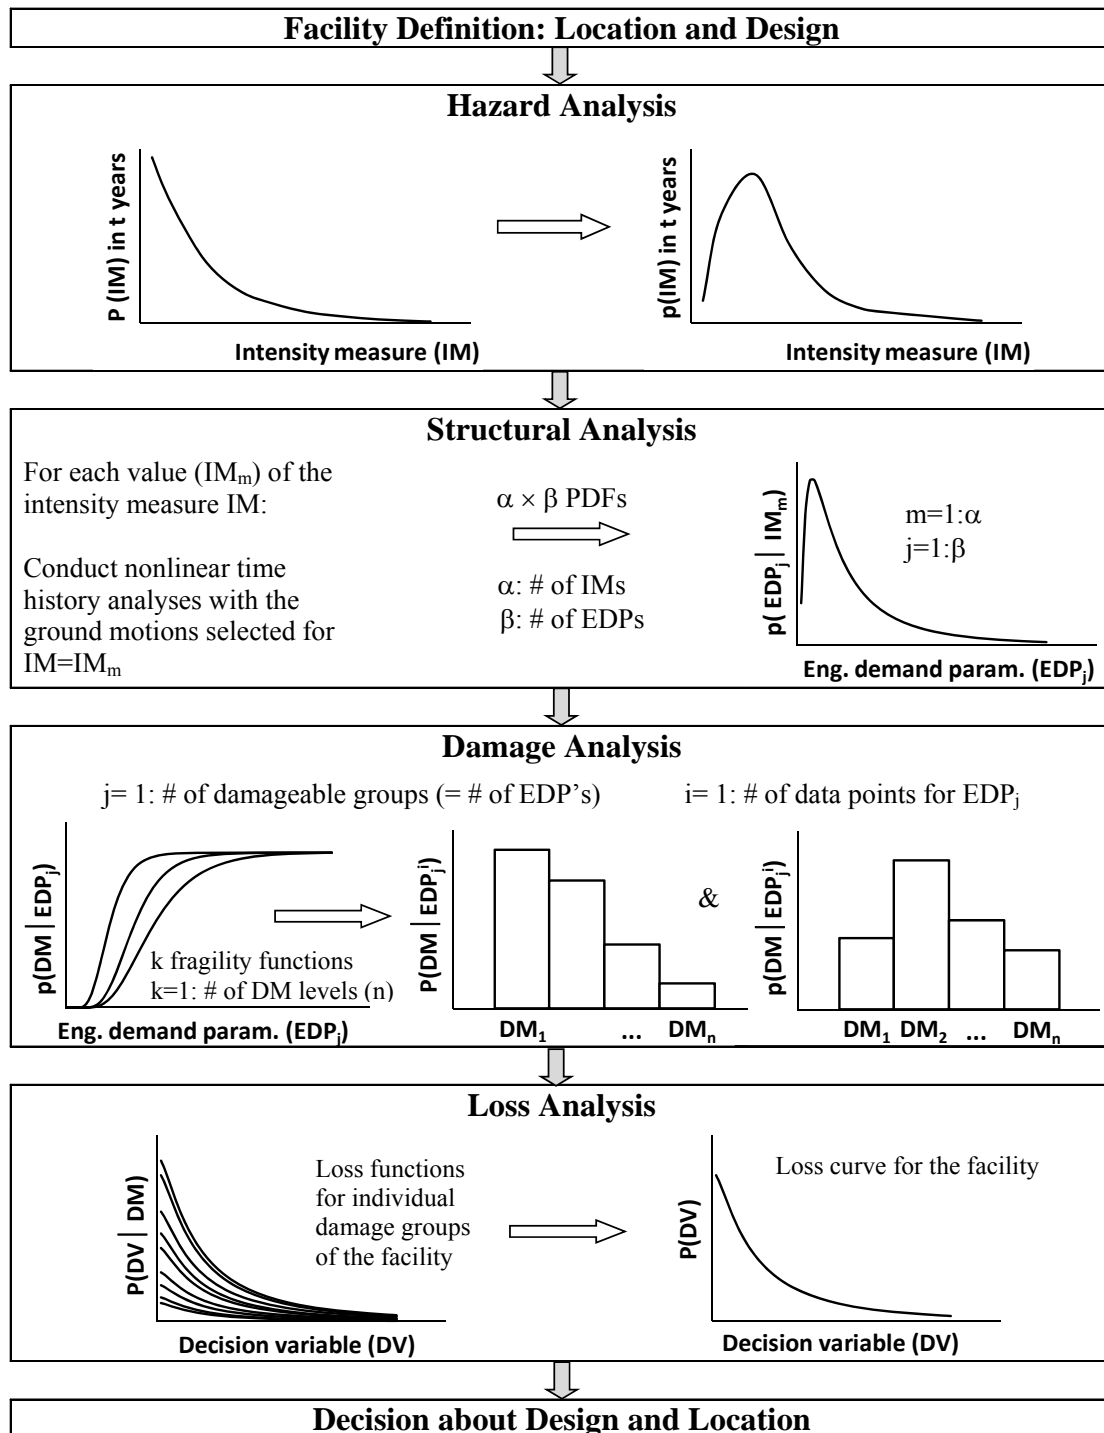 Facility Definition: Location and Design
Hazard Analysis
P (IM) in t years
Intensity measure (IM)
p(IM) in t years
Intensity measure (IM)
Structural Analysis
For each value (IMm) of the
intensity measure IM:
Conduct nonlinear time
history analyses with the
ground motions selected for
IM=IMm
α × β PDFs
α: # of IMs
β: # of EDPs
p( EDPj | IMm)
m=1:α
j=1:β
Eng. demand param. (EDPj)
Damage Analysis
j= 1: # of damageable groups (= # of EDP’s)
i= 1: # of data points for EDPj
p(DM | EDPj)
k fragility functions
k=1: # of DM levels (n)
Eng. demand param. (EDPj)
P(DM | EDPji)
DM1 ... DMn
&
p(DM | EDPji)
DM1 DM2 ... DMn
Loss Analysis
P(DV | DM)
Loss functions
for individual
damage groups
of the facility
Decision variable (DV)
Loss curve for the facility
P(DV)
Decision variable (DV)
Decision about Design and Location